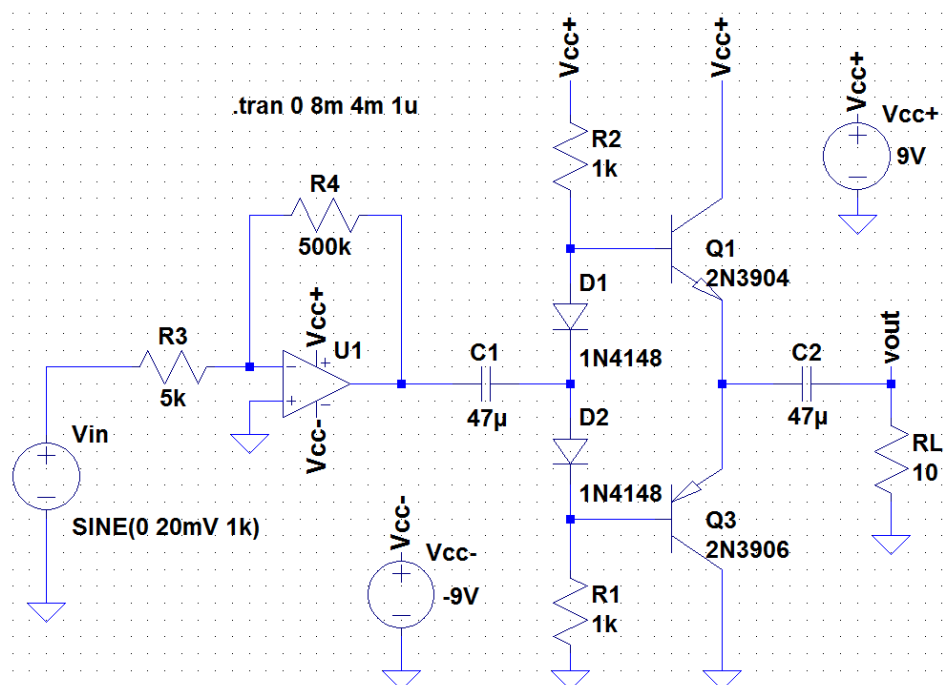 Vcc+
Vcc+
Vcc+
Vcc+
9V
.tran 0 8m 4m 1u
R2
1k
R4
500k
Q1
2N3904
D1
Vcc+
U1
R3
5k
C1
47µ
1N4148
C2
47µ
vout
D2
Vcc-
Vin
RL
10
1N4148
SINE(0 20mV 1k)
Vcc-
Vcc-
-9V
Q3
2N3906
R1
1k